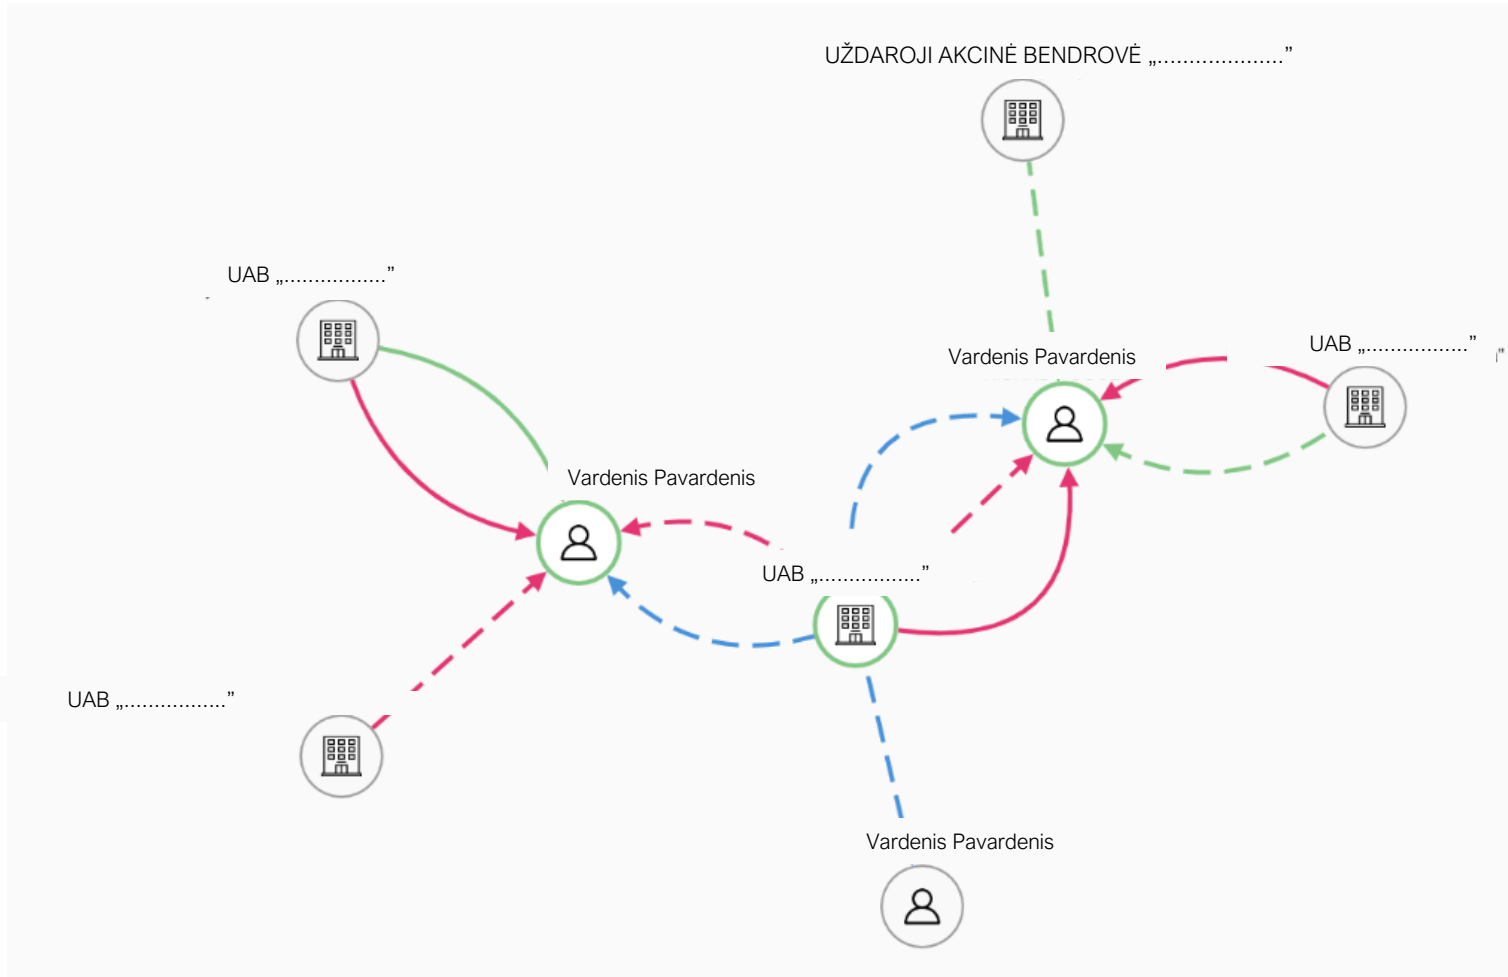 UŽDAROJI AKCINĖ BENDROVĖ „.....................”
UAB „.................”
UAB „.................”
Vardenis Pavardenis
Vardenis Pavardenis
UAB „.................”
UAB „.................”
Vardenis Pavardenis